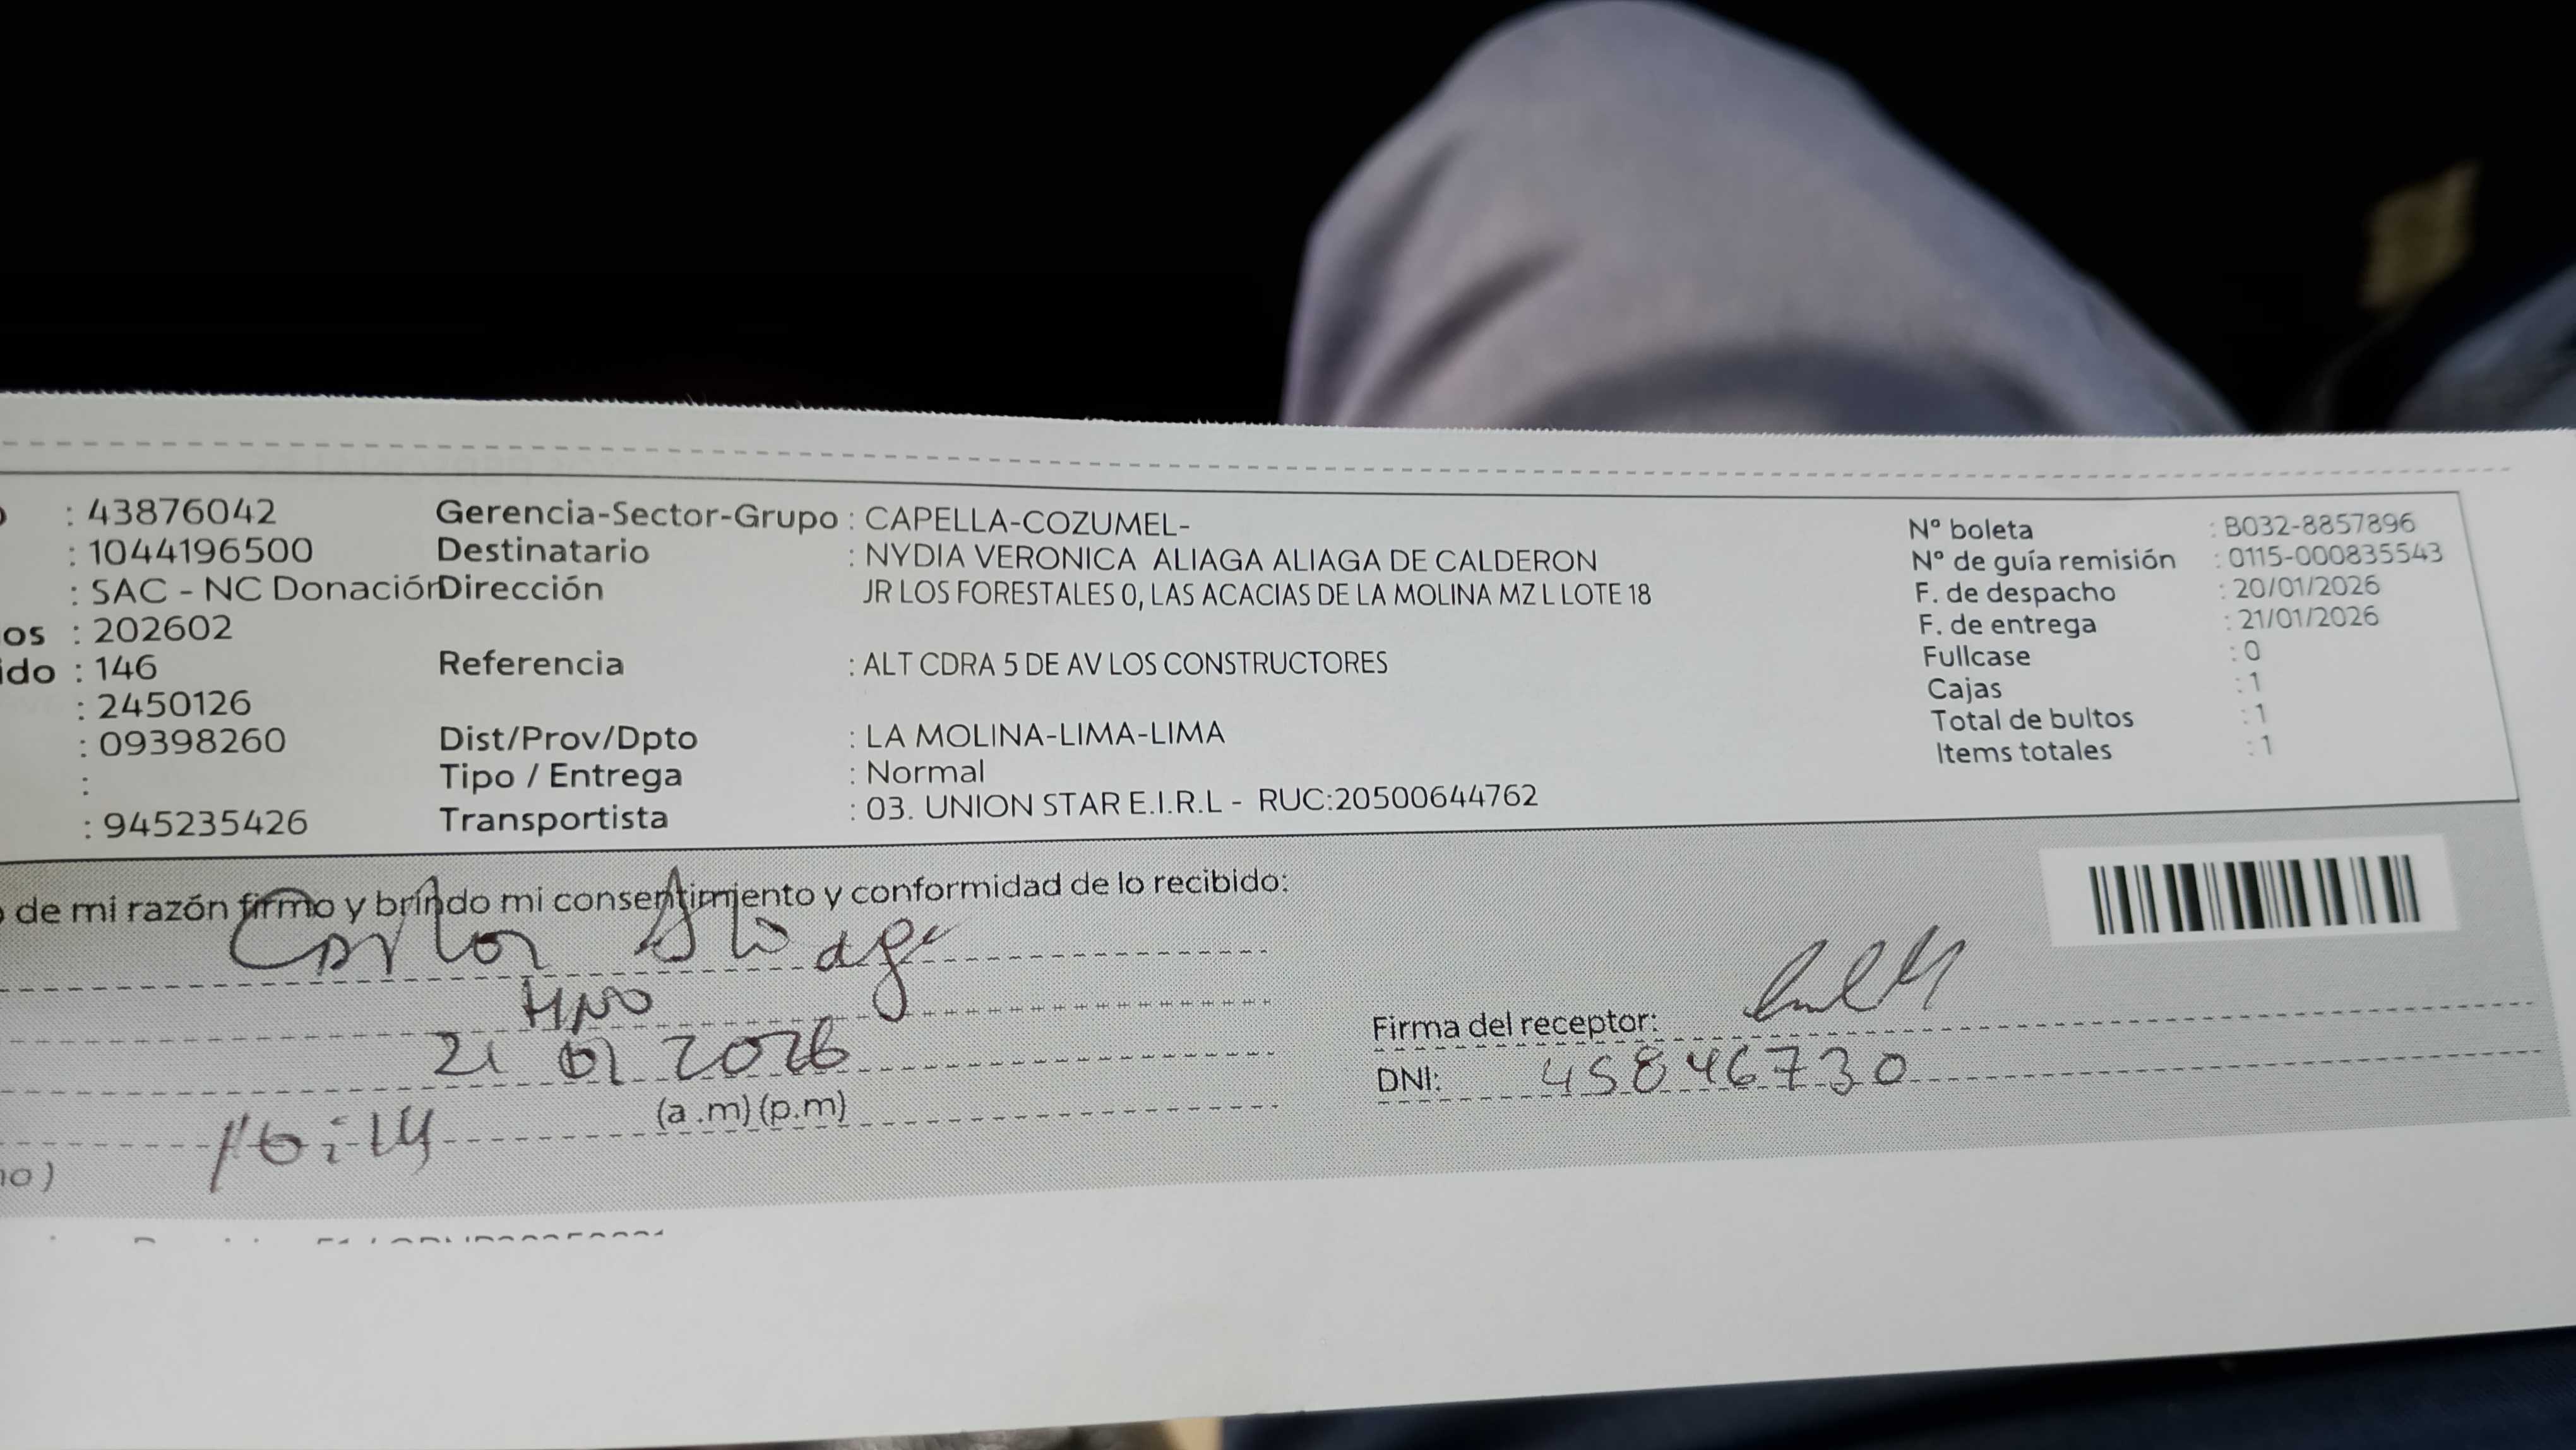 : 43876042 Gerencia-Sector-Grupo : CAPELLA-COZUMEL- N° boleta : B032-8857896
: 1044196500 Destinatario : NYDIA VERONICA ALIAGA ALIAGA DE CALDERON N° de guía remisión : 0115-000835543
: SAC - NC Donación Dirección JR LOS FORESTALES 0, LAS ACACIAS DE LA MOLINA MZ L LOTE 18 F. de despacho : 20/01/2026
os : 202602 F. de entrega : 21/01/2026
ido : 146 Referencia : ALT CDRA 5 DE AV LOS CONSTRUCTORES Fullcase : 0
: 2450126 Cajas : 1
: 09398260 Dist/Prov/Dpto : LA MOLINA-LIMA-LIMA Total de bultos : 1
: Tipo / Entrega : Normal Items totales : 1
: 945235426 Transportista : 03. UNION STAR E.I.R.L - RUC:20500644762
de mi razón firmo y brindo mi consentimiento y conformidad de lo recibido:
Carlos Aliaga
HNO
Firma del receptor:
21 01 2026
DNI: 45846730
(a .m) (p.m)
no)